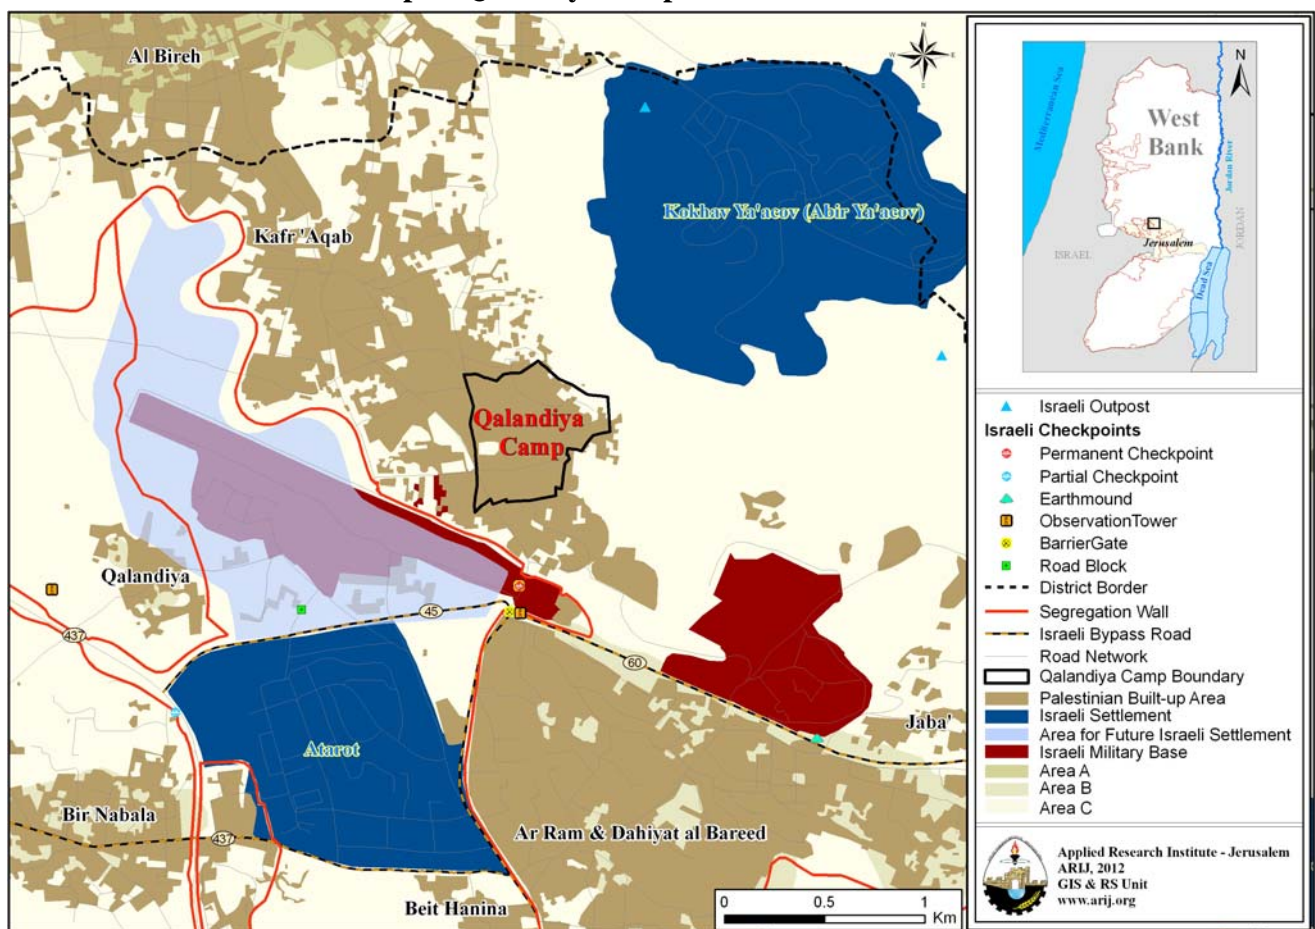 Al Bireh
Kokhav Ya'acov (Abir Ya'acov)
Kafr 'Aqab
Qalandiya
Camp
Qalandiya
45
437
60
Jaba'
Atarot
Bir Nabala
437
Ar Ram & Dahiyat al Bareed
Beit Hanina
0 0.5 1
Km
N
W E
S
N
Mediterranean Sea
West
Bank
Jordan River
JORDAN
Jerusalem
ISRAEL
Dead Sea
Israeli Outpost
Israeli Checkpoints
Permanent Checkpoint
Partial Checkpoint
Earthmound
ObservationTower
BarrierGate
Road Block
District Border
Segregation Wall
Israeli Bypass Road
Road Network
Qalandiya Camp Boundary
Palestinian Built-up Area
Israeli Settlement
Area for Future Israeli Settlement
Israeli Military Base
Area A
Area B
Area C
Applied Research Institute - Jerusalem
ARIJ, 2012
GIS & RS Unit
www.arij.org